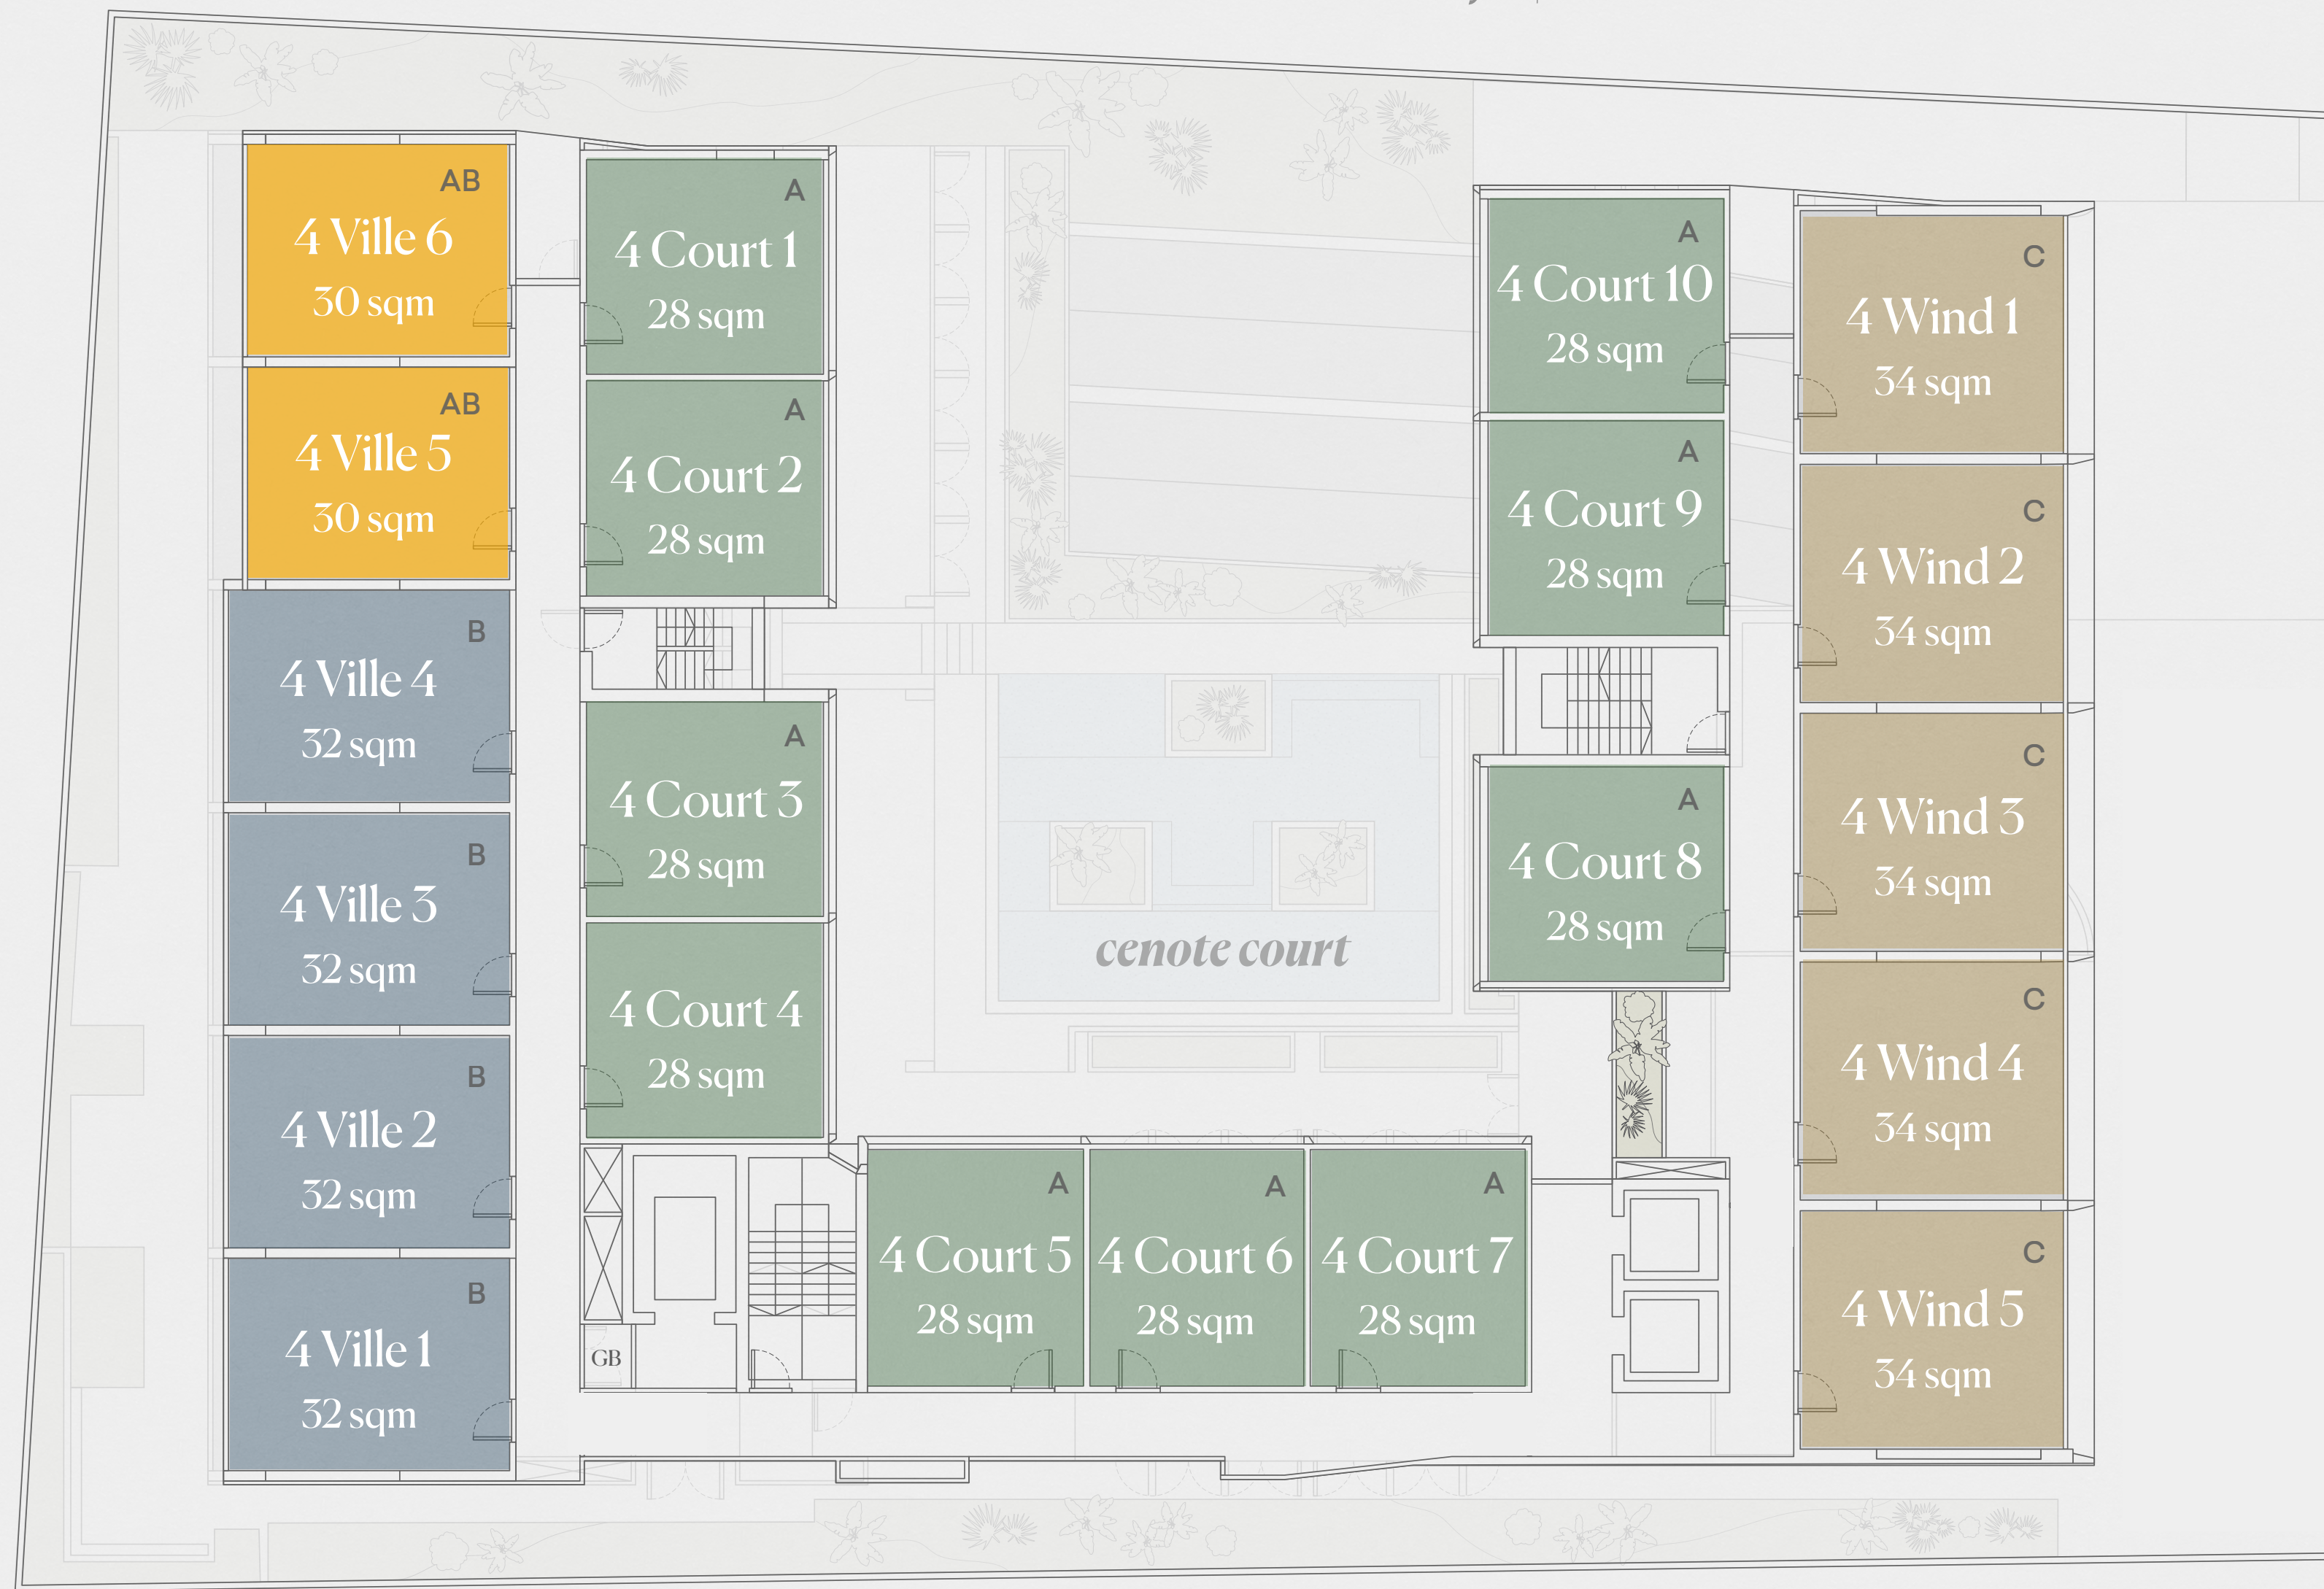 AB
4 Ville 6
30 sqm
AB
4 Ville 5
30 sqm
B
4 Ville 4
32 sqm
B
4 Ville 3
32 sqm
B
4 Ville 2
32 sqm
B
4 Ville 1
32 sqm
A
4 Court 1
28 sqm
A
4 Court 2
28 sqm
A
4 Court 3
28 sqm
A
4 Court 4
28 sqm
GB
A
4 Court 5
28 sqm
A
4 Court 6
28 sqm
A
4 Court 7
28 sqm
cenote court
A
4 Court 10
28 sqm
A
4 Court 9
28 sqm
A
4 Court 8
28 sqm
C
4 Wind 1
34 sqm
C
4 Wind 2
34 sqm
C
4 Wind 3
34 sqm
C
4 Wind 4
34 sqm
C
4 Wind 5
34 sqm